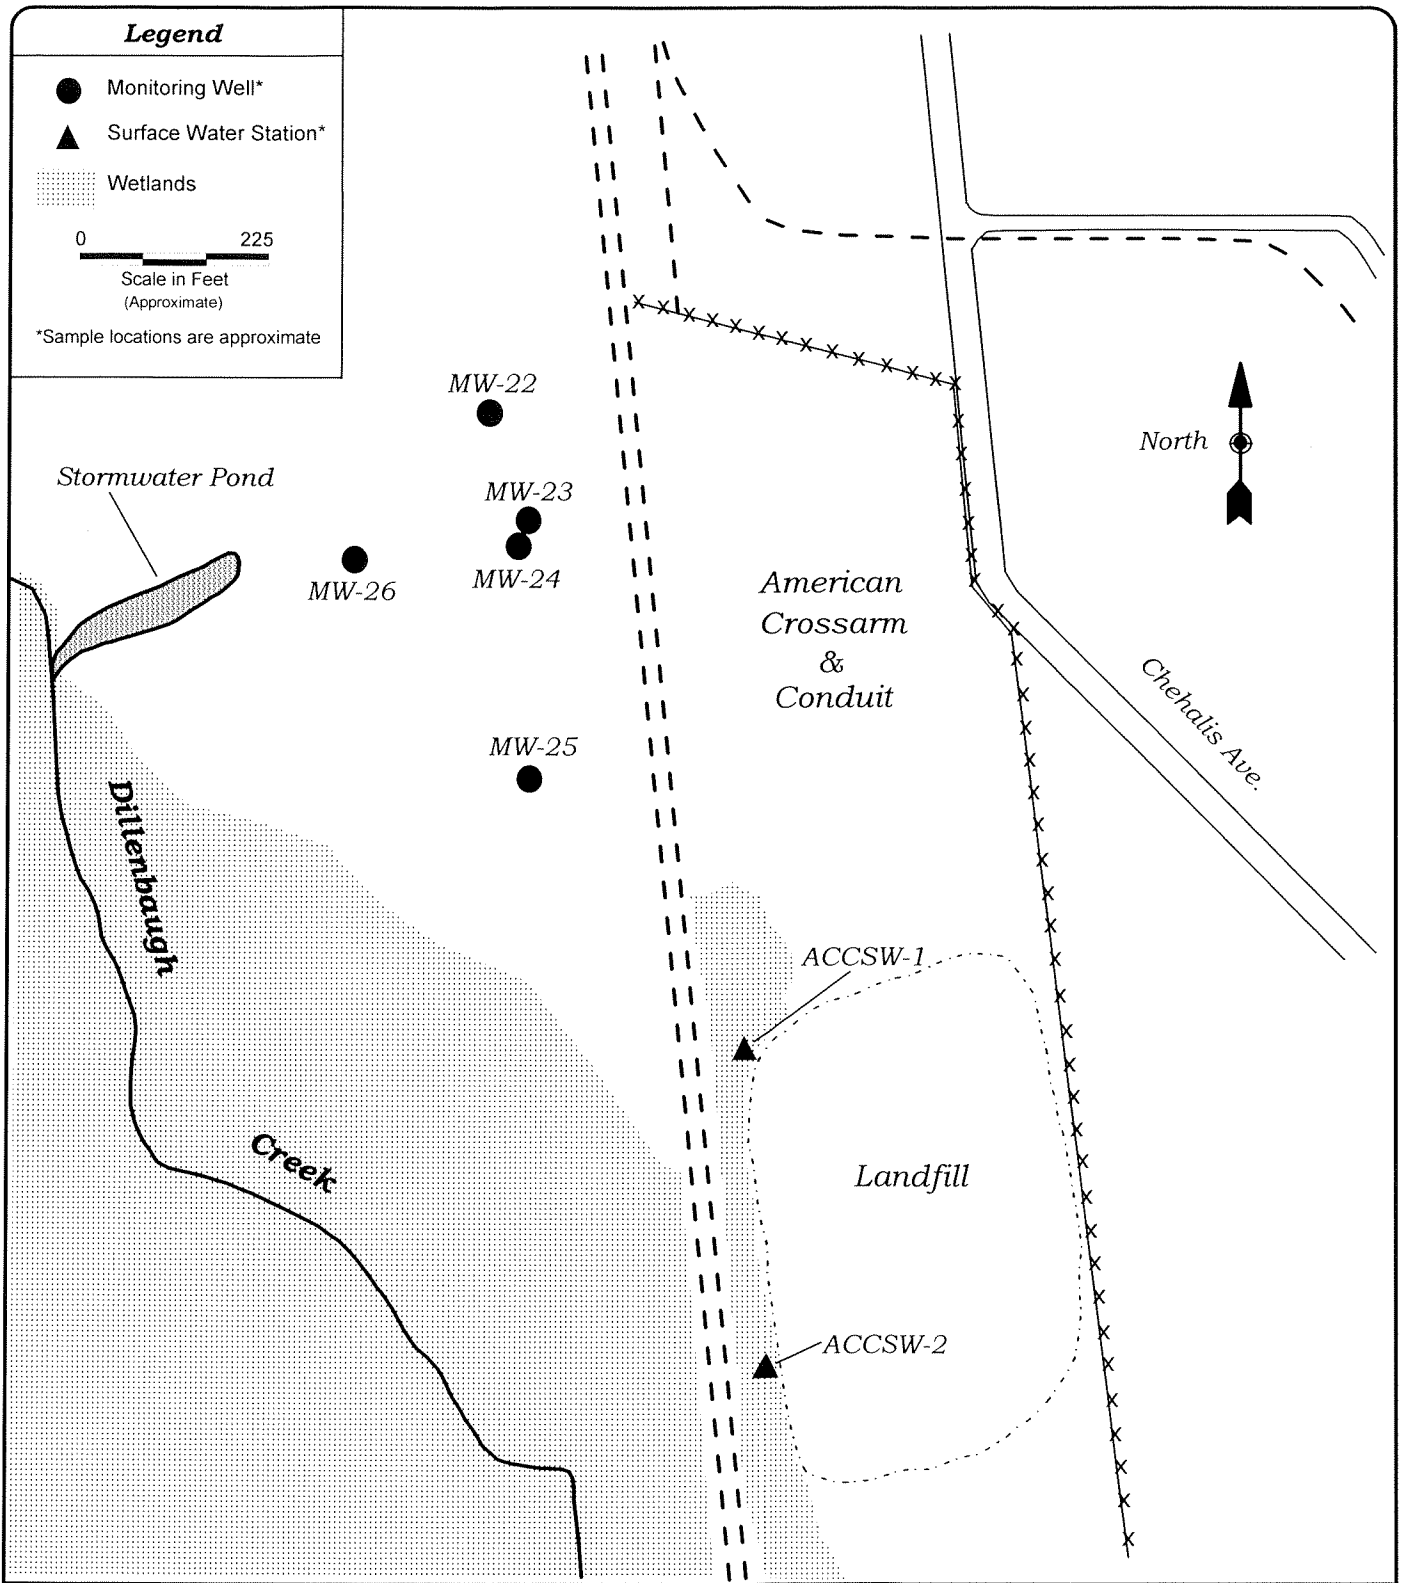 Legend
Monitoring Well*
Surface Water Station*
Wetlands
0 225
Scale in Feet
(Approximate)
*Sample locations are approximate
MW-22
North
Stormwater Pond
MW-23
MW-24
MW-26
American
Crossarm
&
Conduit
Chehalis Ave.
MW-25
Dillenbaugh
ACCSW-1
Creek
Landfill
ACCSW-2